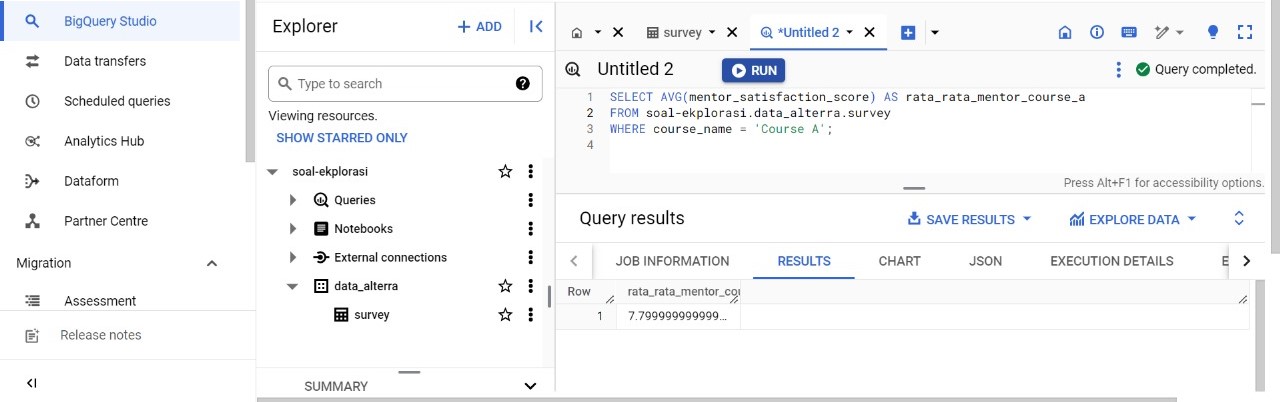 BigQuery Studio
Data transfers
Scheduled queries
Analytics Hub
Dataform
Partner Centre
Migration
Assessment
Release notes
Explorer
+ ADD
Type to search
Viewing resources.
SHOW STARRED ONLY
soal-ekplorasi
Queries
Notebooks
External connections
data_alterra
survey
SUMMARY
survey
*Untitled 2
Untitled 2
RUN
Query completed.
1 SELECT AVG(mentor_satisfaction_score) AS rata_rata_mentor_course_a
2 FROM soal-ekplorasi.data_alterra.survey
3 WHERE course_name = 'Course A';
4
Press Alt+F1 for accessibility options.
Query results
SAVE RESULTS
EXPLORE DATA
JOB INFORMATION
RESULTS
CHART
JSON
EXECUTION DETAILS
E
Row rata_rata_mentor_cou
1 7.799999999999...